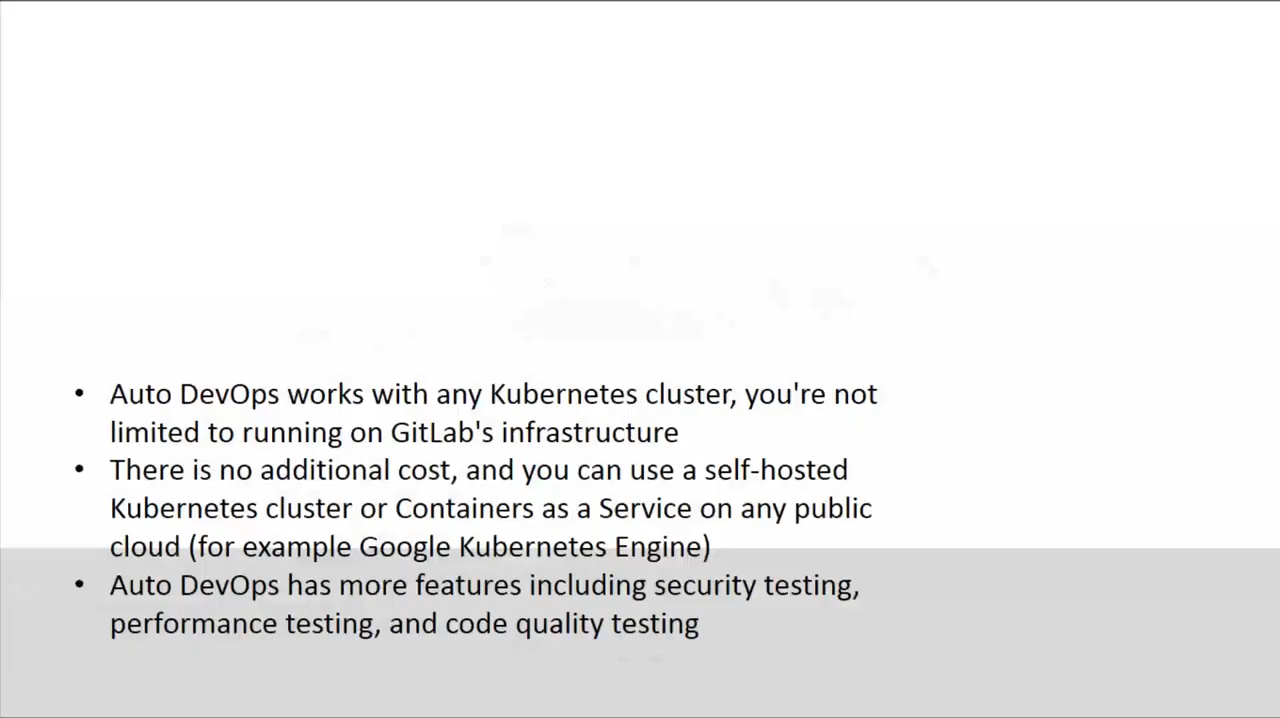 • Auto DevOps works with any Kubernetes cluster, you're not
limited to running on GitLab's infrastructure
• There is no additional cost, and you can use a self-hosted
Kubernetes cluster or Containers as a Service on any public
cloud (for example Google Kubernetes Engine)
• Auto DevOps has more features including security testing,
performance testing, and code quality testing